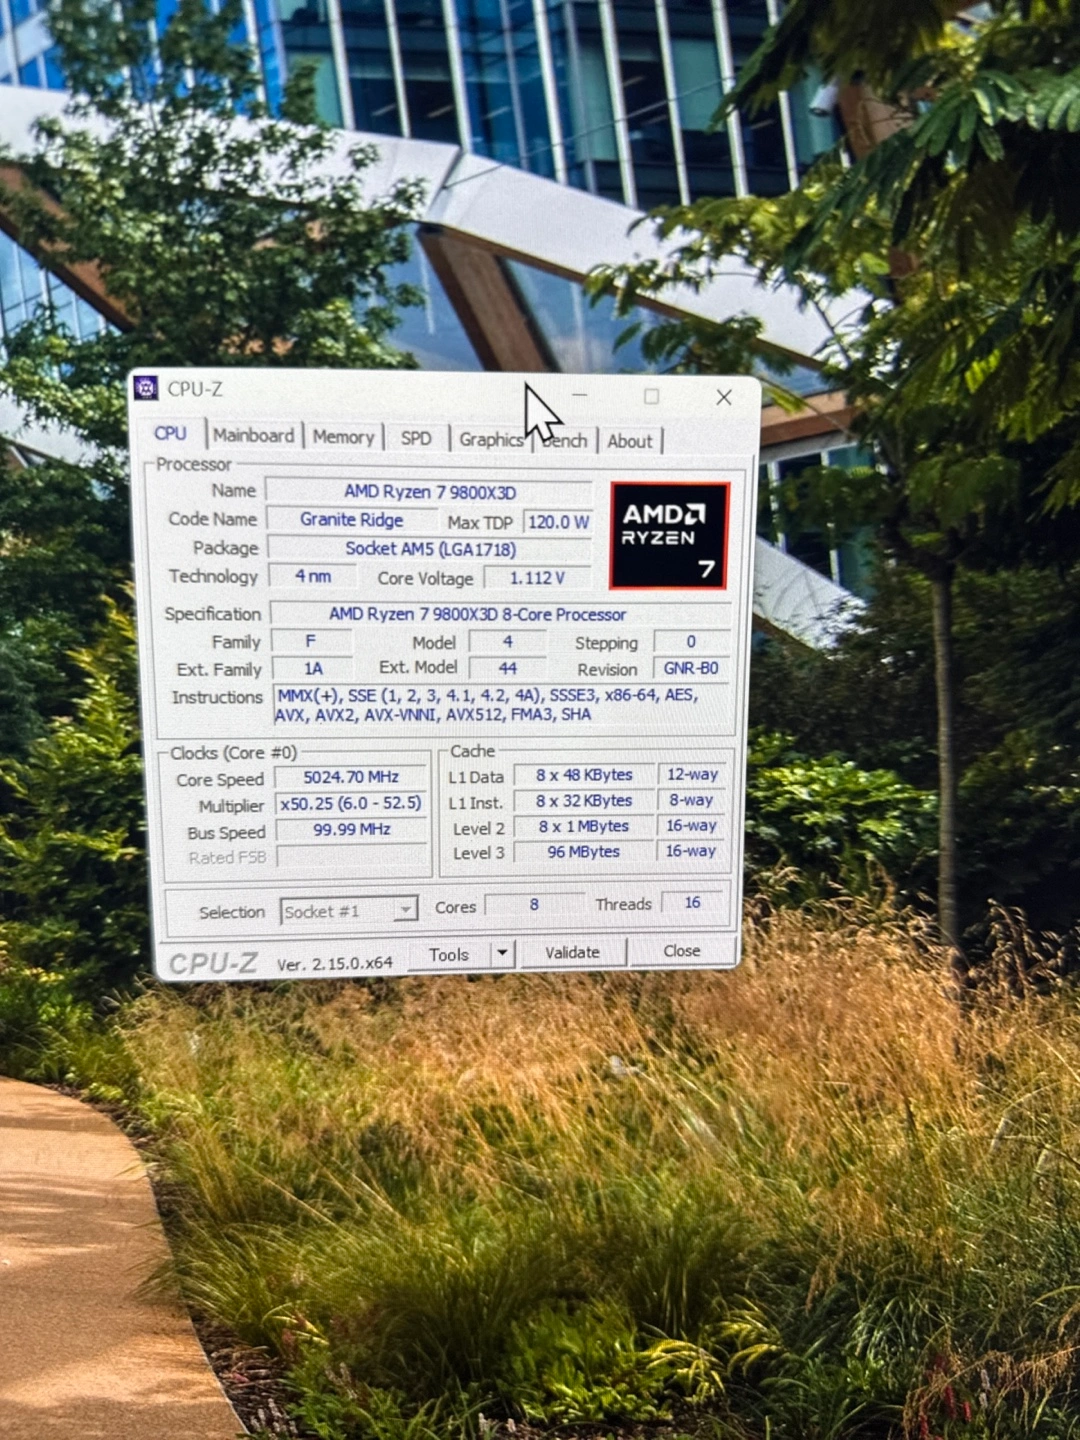 CPU-Z
CPU Mainboard Memory SPD Graphics Bench About
Processor
Name AMD Ryzen 7 9800X3D
Code Name Granite Ridge Max TDP 120.0 W
Package Socket AM5 (LGA1718)
Technology 4 nm Core Voltage 1.112 V
AMD
RYZEN
7
Specification AMD Ryzen 7 9800X3D 8-Core Processor
Family F Model 4 Stepping 0
Ext. Family 1A Ext. Model 44 Revision GNR-B0
Instructions MMX(+), SSE (1, 2, 3, 4.1, 4.2, 4A), SSSE3, x86-64, AES,
AVX, AVX2, AVX-VNNI, AVX512, FMA3, SHA
Clocks (Core #0)
Core Speed 5024.70 MHz
Multiplier x50.25 (6.0 - 52.5)
Bus Speed 99.99 MHz
Rated FSB
Cache
L1 Data 8 x 48 KBytes 12-way
L1 Inst. 8 x 32 KBytes 8-way
Level 2 8 x 1 MBytes 16-way
Level 3 96 MBytes 16-way
Selection Socket #1 Cores 8 Threads 16
CPU-Z Ver. 2.15.0.x64 Tools Validate Close